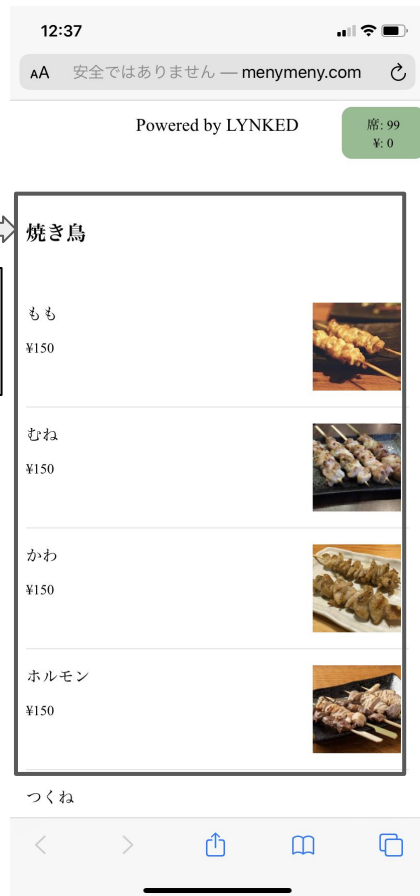 12:37
AA 安全ではありません — menymeny.com
Powered by LYNKED
席: 99
¥: 0
焼き鳥
もも
¥150
むね
¥150
かわ
¥150
ホルモン
¥150
つくね